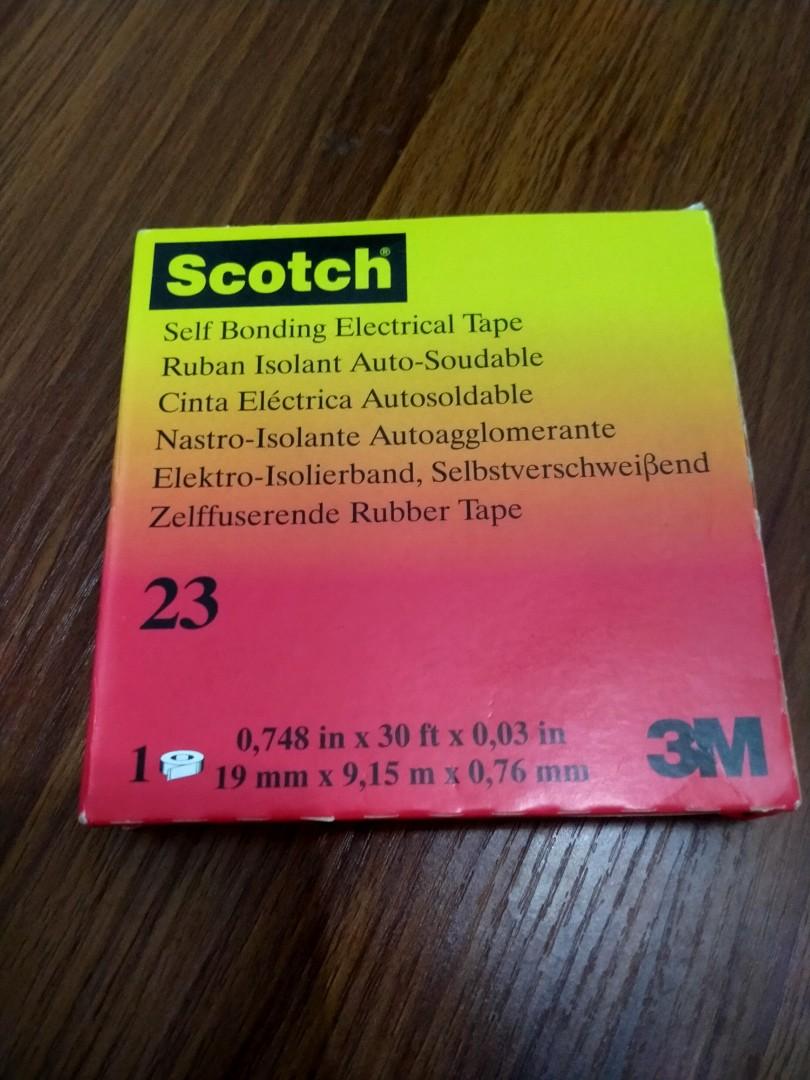 Scotch®
Self Bonding Electrical Tape
Ruban Isolant Auto-Soudable
Cinta Eléctrica Autosoldable
Nastro-Isolante Autoagglomerante
Elektro-Isolierband, Selbstverschweiβend
Zelffuserende Rubber Tape
23
1 0,748 in x 30 ft x 0,03 in
19 mm x 9,15 m x 0,76 mm
3M